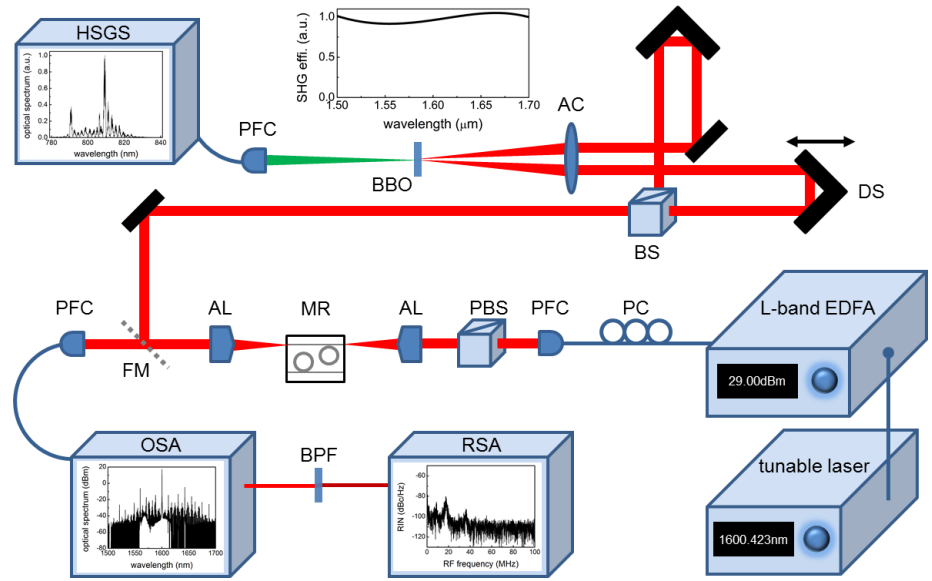 HSGS
optical spectrum (a.u.)
1.0
0.8
0.6
0.4
0.2
0.0
780 800 820 840
wavelength (nm)
SHG effi. (a.u.)
1.0
0.5
0.0
1.50 1.55 1.60 1.65 1.70
wavelength (μm)
PFC
BBO
AC
DS
BS
PFC
AL
MR
AL
PBS
PFC
PC
FM
L-band EDFA
29.00dBm
tunable laser
1600.423nm
OSA
optical spectrum (dBm)
20
-20
-40
-60
-80
1500 1550 1600 1650 1700
wavelength (nm)
BPF
RSA
RIN (dBc/Hz)
-60
-80
-100
-120
0 20 40 60 80 100
RF frequency (MHz)